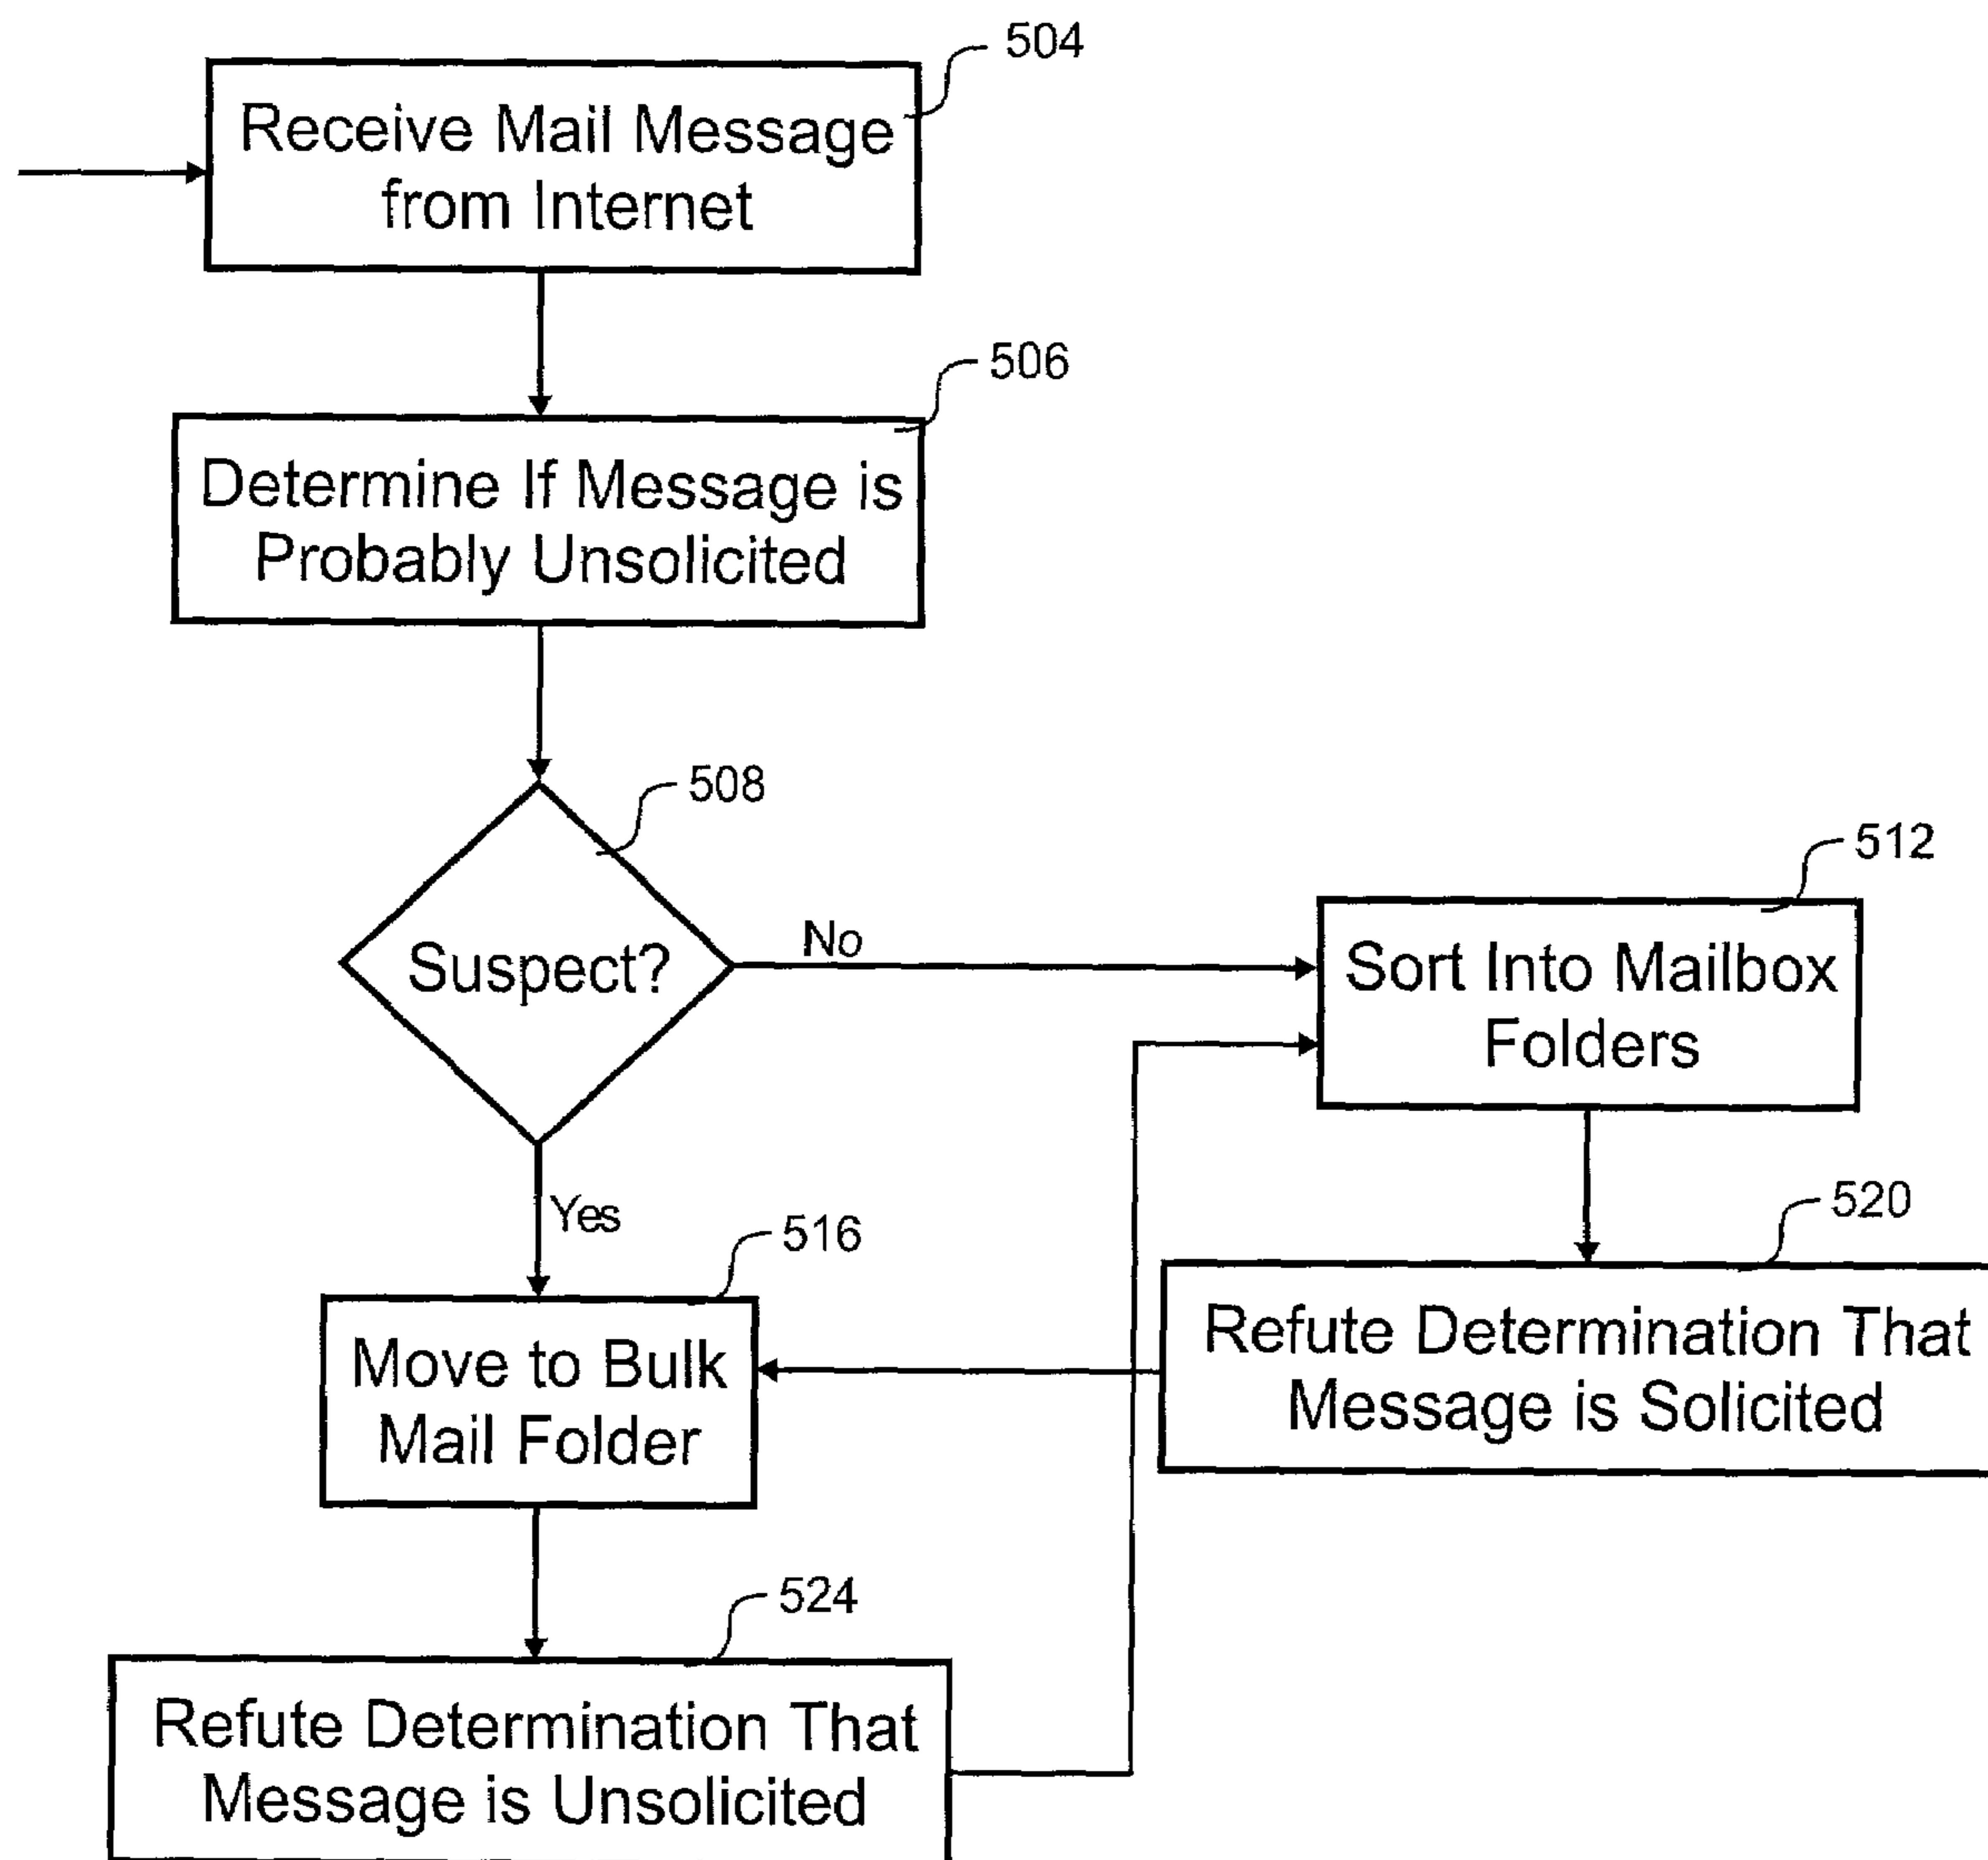 504
Receive Mail Message
from Internet
506
Determine If Message is
Probably Unsolicited
508
Suspect?
No
512
Sort Into Mailbox
Folders
Yes
516
Move to Bulk
Mail Folder
520
Refute Determination That
Message is Solicited
524
Refute Determination That
Message is Unsolicited